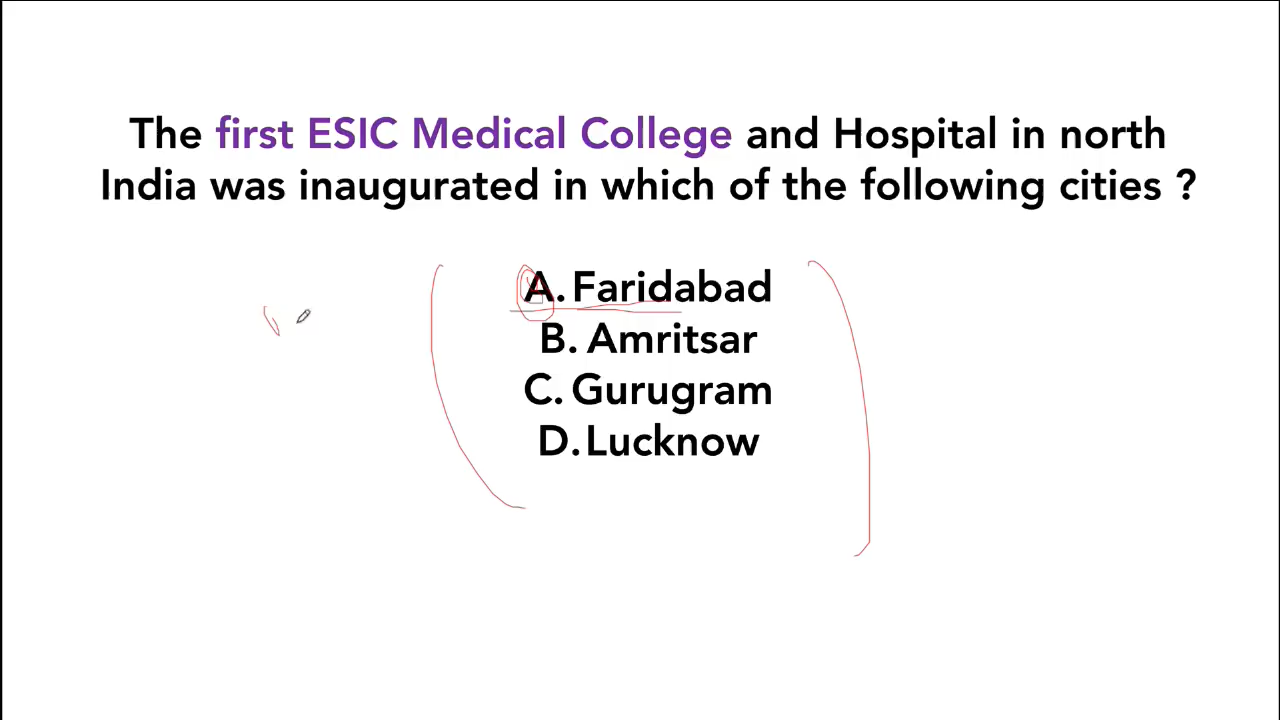 The first ESIC Medical College and Hospital in north
India was inaugurated in which of the following cities ?
A. Faridabad
B. Amritsar
C. Gurugram
D. Lucknow